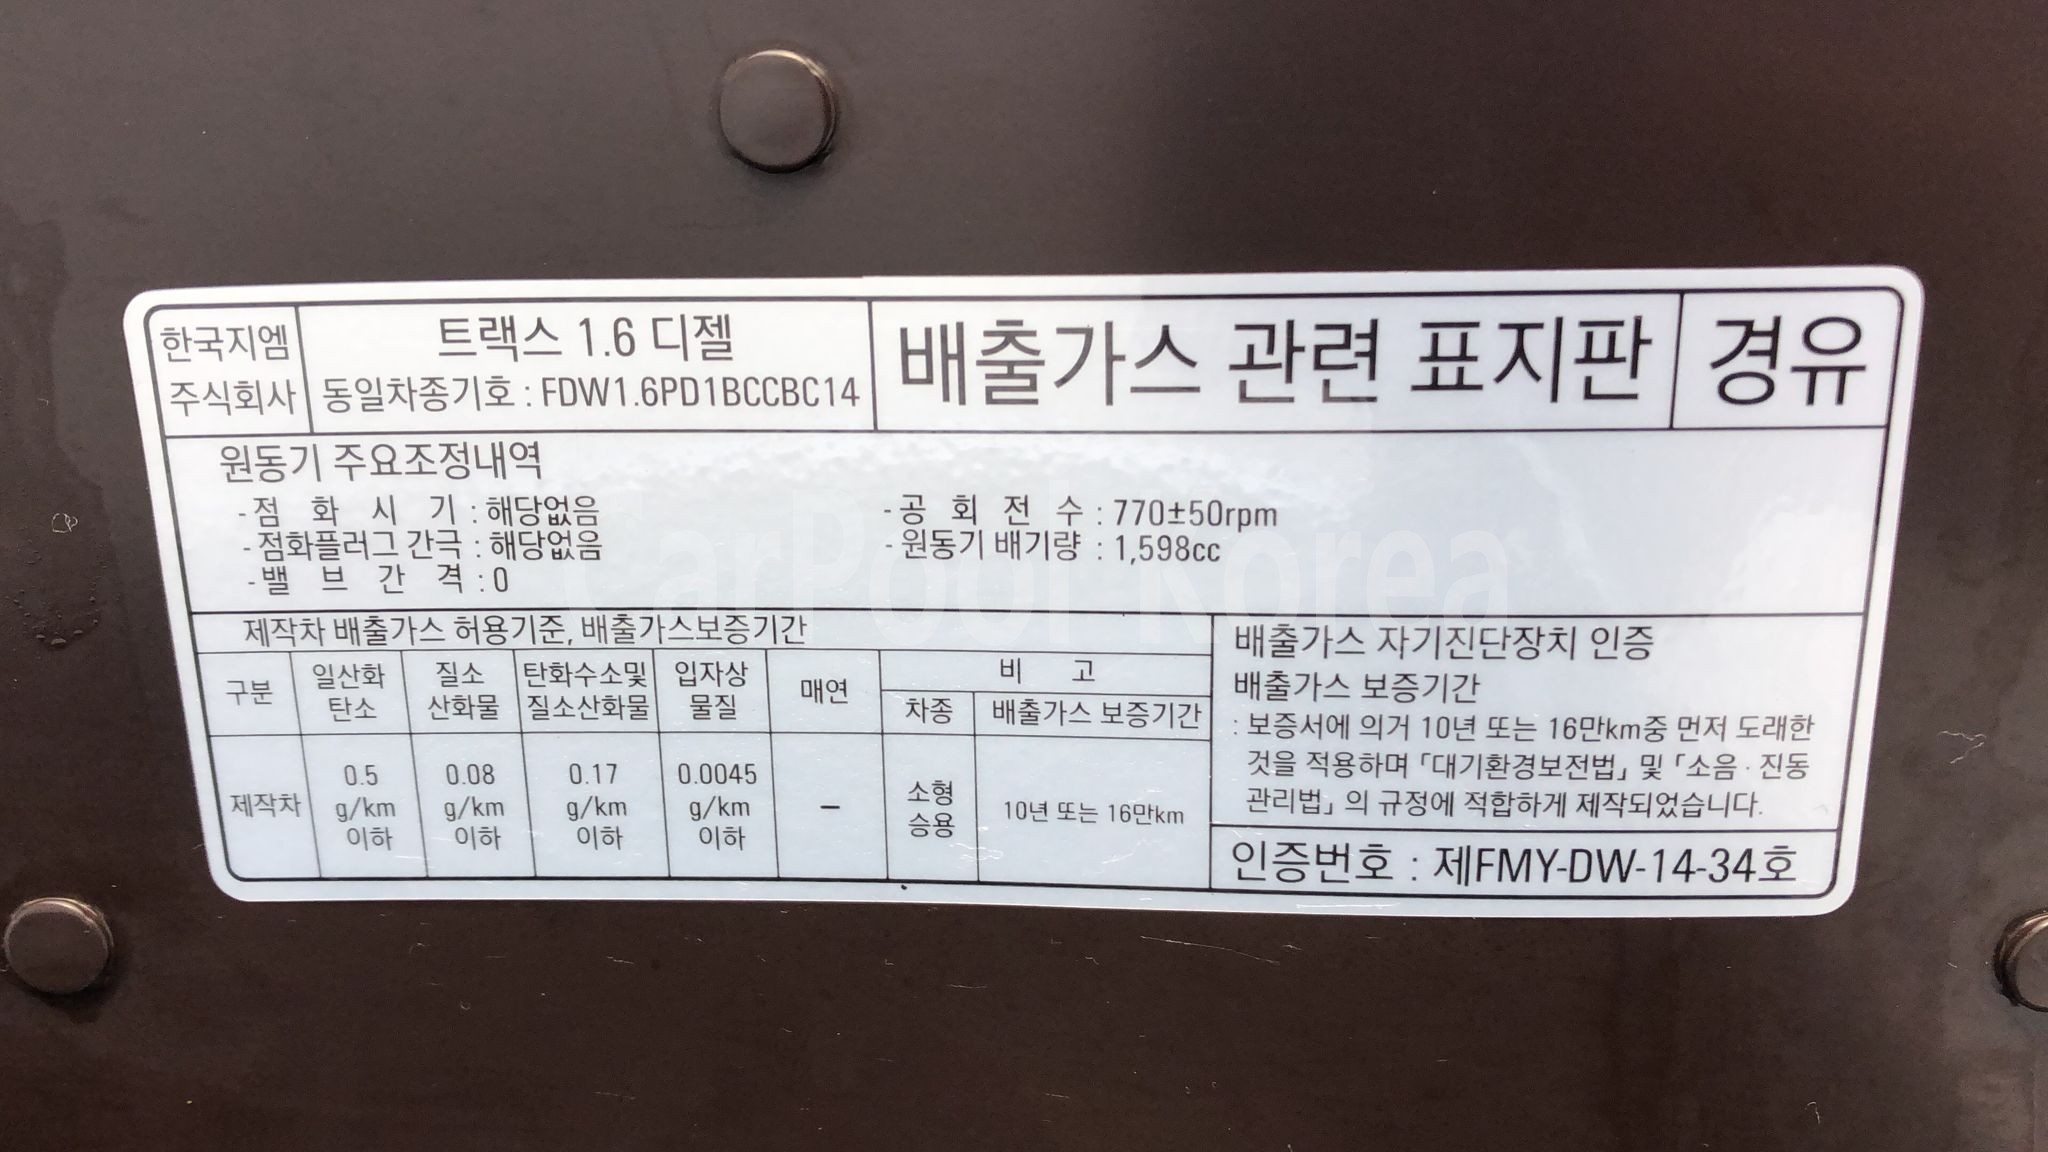 한국지엠
주식회사
트랙스 1.6 디젤
동일차종기호 : FDW1.6PD1BCCBC14
배출가스 관련 표지판
경유
원동기 주요조정내역
- 점 화 시 기 : 해당없음
- 점화플러그 간극 : 해당없음
- 밸 브 간 격 : 0
- 공 회 전 수 : 770±50rpm
- 원동기 배기량 : 1,598cc
CarPool Korea
제작차 배출가스 허용기준, 배출가스보증기간
구분
일산화
탄소
질소
산화물
탄화수소및
질소산화물
입자상
물질
매연
비 고
차종
배출가스 보증기간
제작차
0.5
g/km
이하
0.08
g/km
이하
0.17
g/km
이하
0.0045
g/km
이하
–
소형
승용
10년 또는 16만km
배출가스 자기진단장치 인증
배출가스 보증기간
: 보증서에 의거 10년 또는 16만km중 먼저 도래한
것을 적용하며 「대기환경보전법」 및 「소음 · 진동
관리법」 의 규정에 적합하게 제작되었습니다.
인증번호 : 제FMY-DW-14-34호